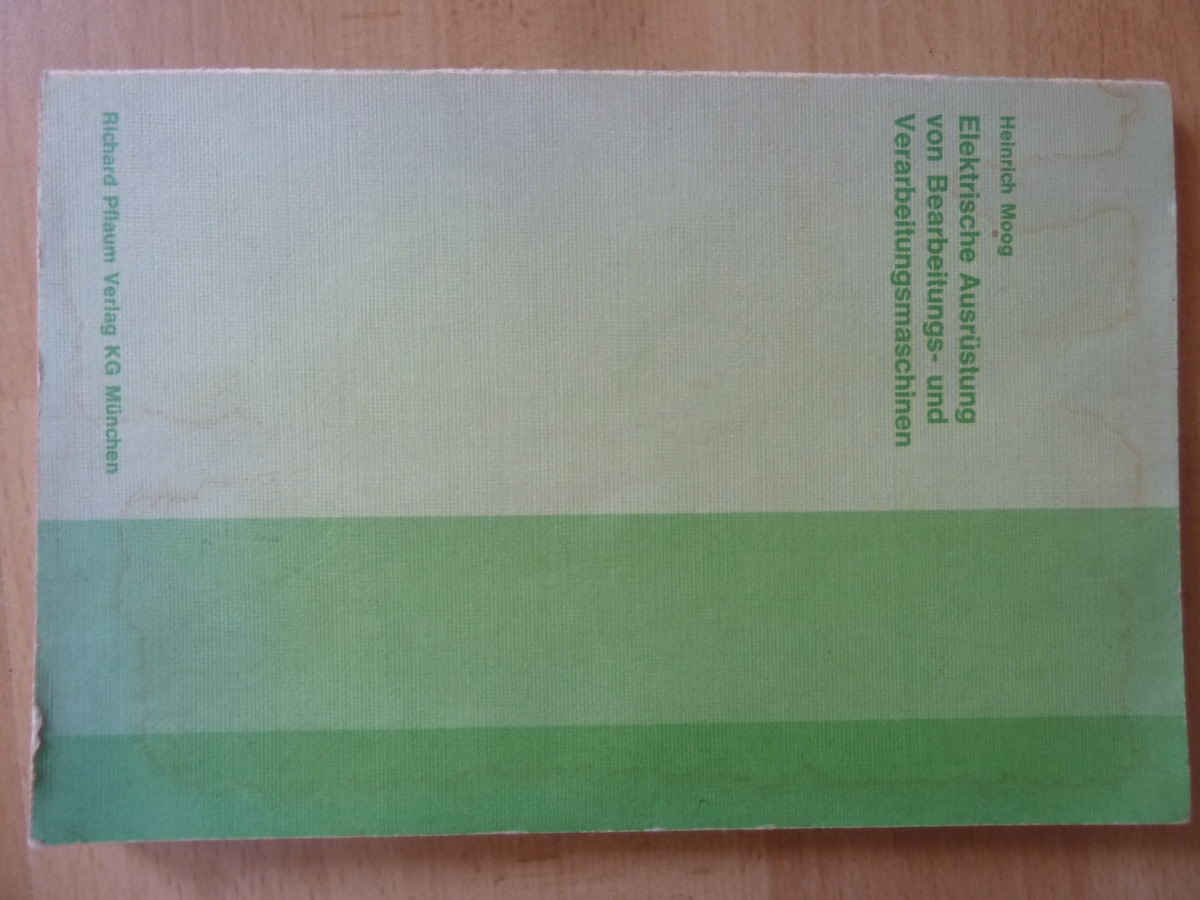 Heinrich Moog
Elektrische Ausrüstung
von Bearbeitungs- und
Verarbeitungsmaschinen
Richard Pflaum Verlag KG München